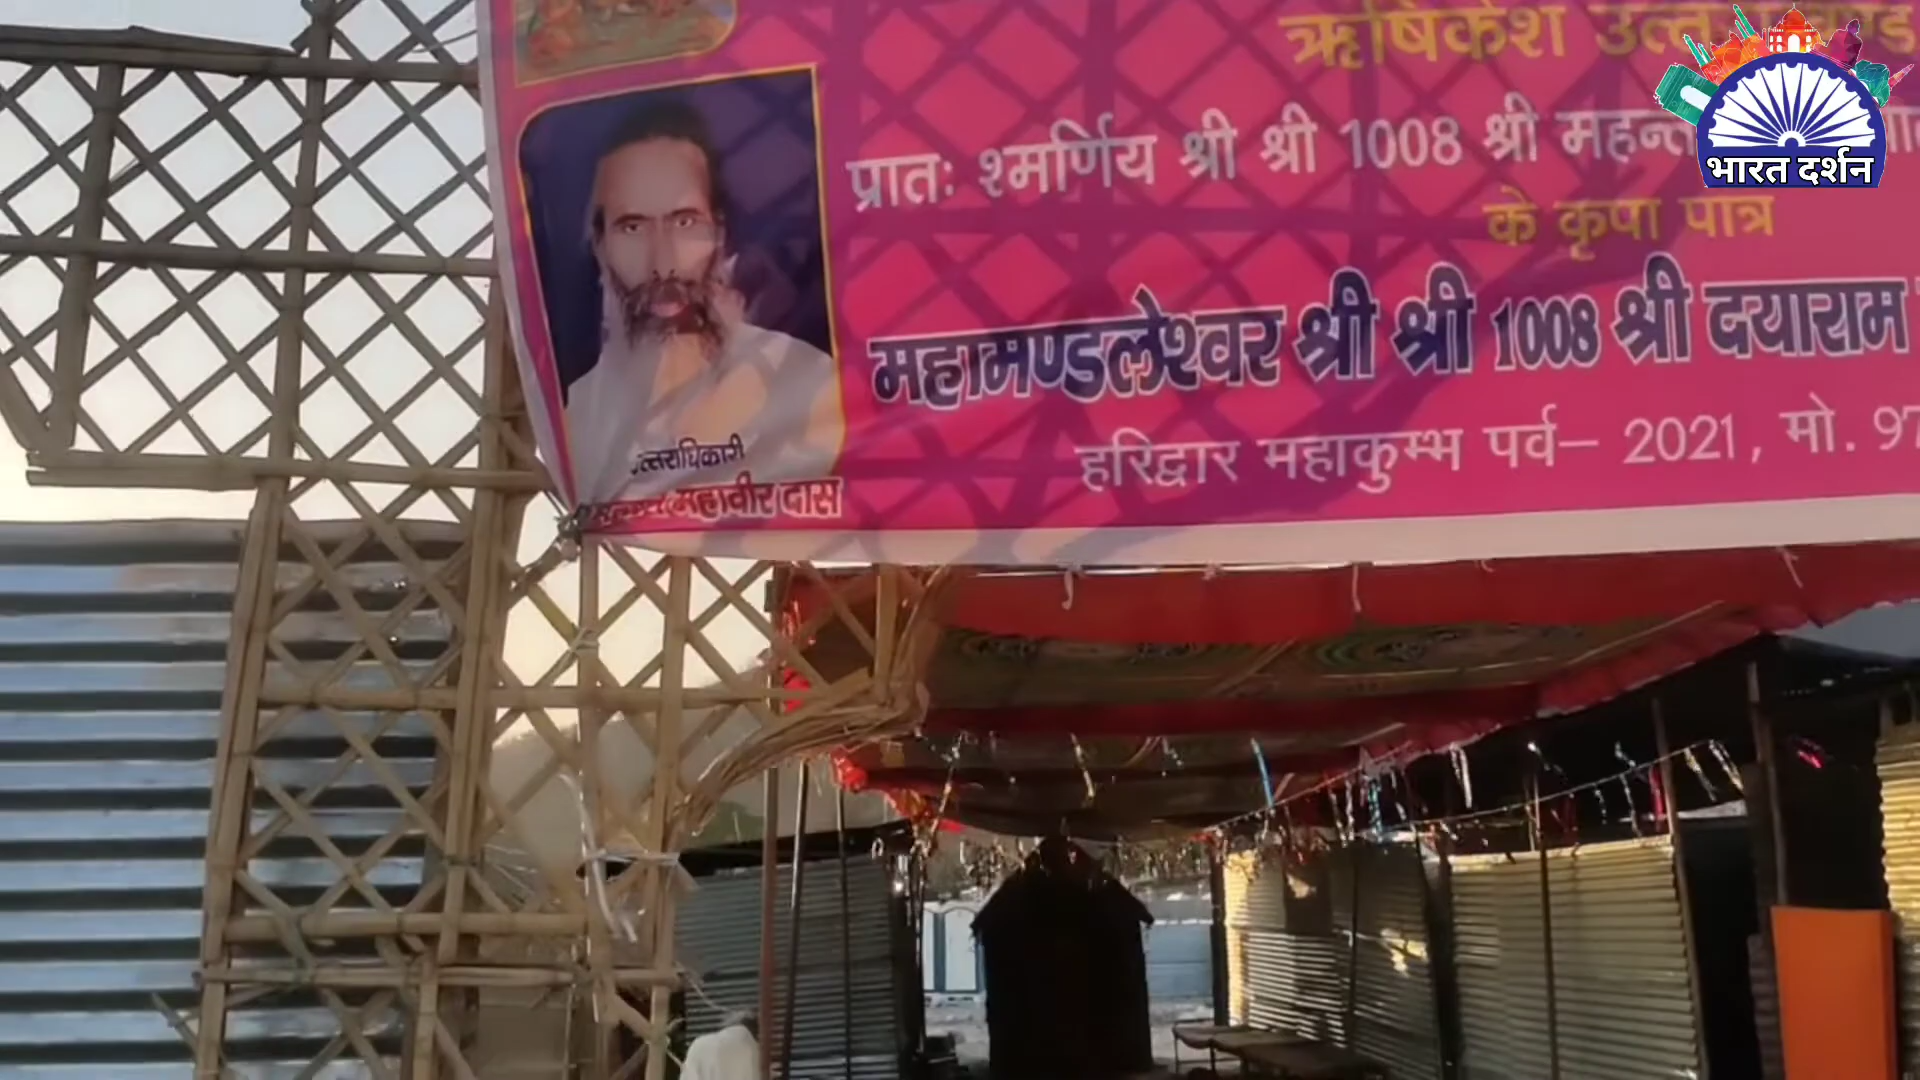 ऋषिकेश
प्रातः श्मर्णिय श्री श्री 1008 श्री महन्त
के कृपा पात्र
महामण्डलेश्वर श्री श्री 1008 श्री दयाराम
हरिद्वार महाकुम्भ पर्व– 2021, मो. 97
उत्तराधिकारी
महावीर दास
भारत दर्शन